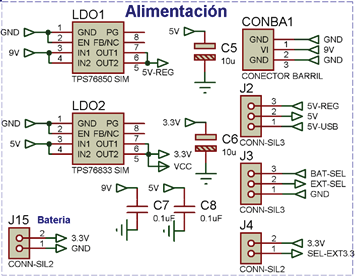 Alimentación
LDO1
GND 1 GND PG 8
2 EN FB/NC 7
9V 3 IN1 OUT1 6
4 IN2 OUT2 5 5V-REG
TPS76850 SIM
5V
C5
10u
CONBA1
GND 1 GND
VI 2 9V
GND 3 GND
CONECTOR BARRIL
LDO2
GND 1 GND PG 8
2 EN FB/NC 7
5V 3 IN1 OUT1 6
4 IN2 OUT2 5 3.3V
VCC
TPS76833 SIM
3.3V
C6
10u
J2
3 5V-REG
2 5V
1 5V-USB
CONN-SIL3
J3
3 BAT-SEL
2 EXT-SEL
1 GND
CONN-SIL3
9V
C7
0.1uF
5V
C8
0.1uF
J15 Bateria
2 3.3V
1 GND
CONN-SIL2
J4
2 3.3V
1 SEL-EXT3.3
CONN-SIL2